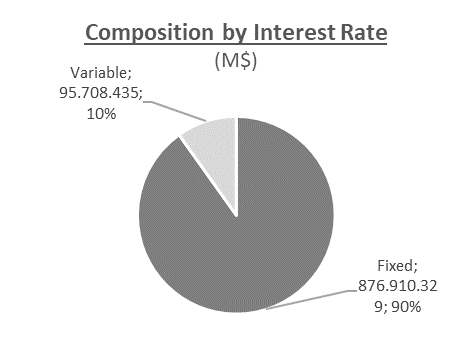 Composition by Interest Rate
(M$)
Variable;
95.708.435;
10%
Fixed;
876.910.32
9; 90%